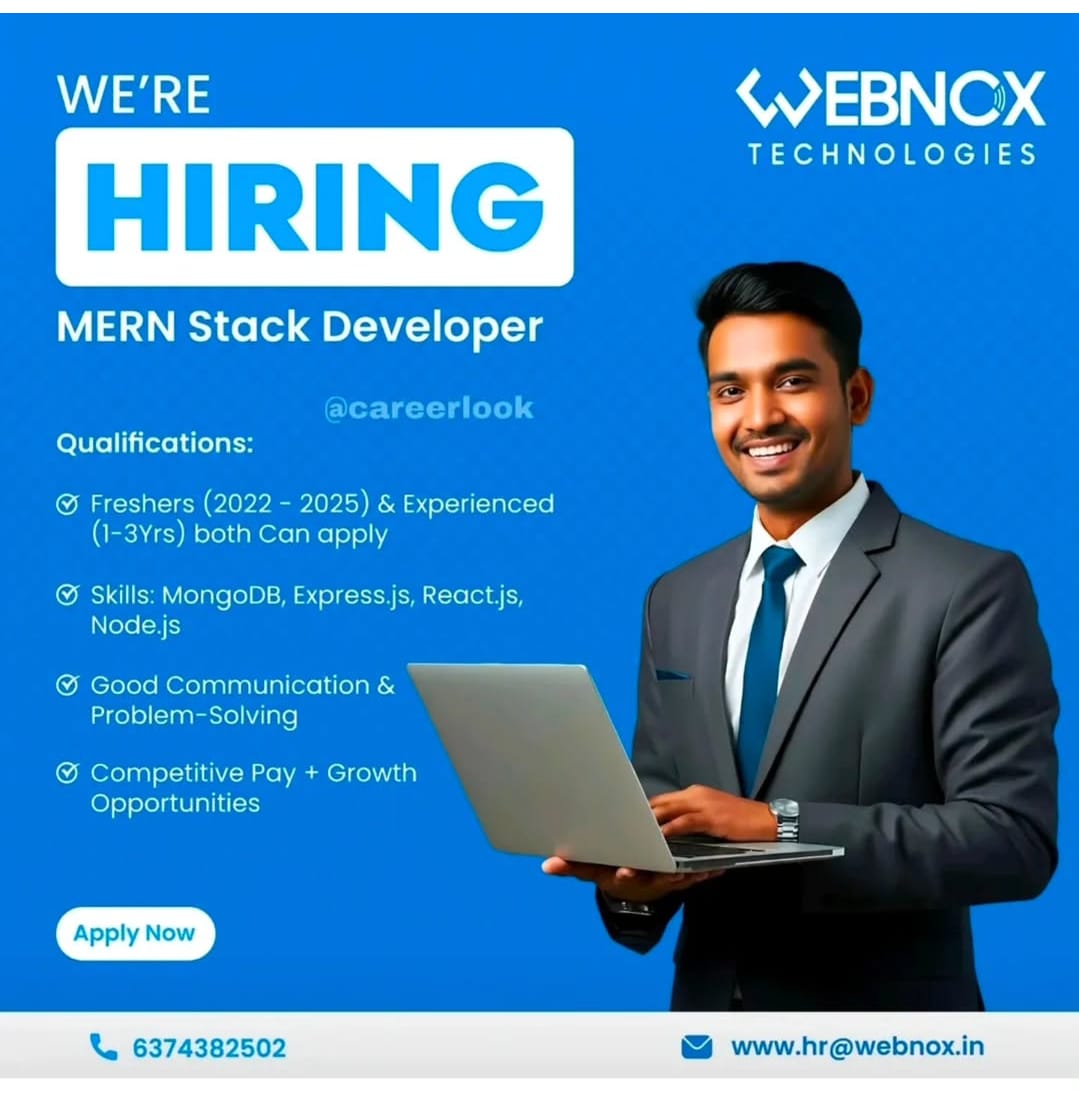 WE'RE
HIRING
WEBNOX
TECHNOLOGIES
MERN Stack Developer
@careerlook
Qualifications:
Freshers (2022 - 2025) & Experienced
(1-3Yrs) both Can apply
Skills: MongoDB, Express.js, React.js,
Node.js
Good Communication &
Problem-Solving
Competitive Pay + Growth
Opportunities
Apply Now
6374382502
www.hr@webnox.in